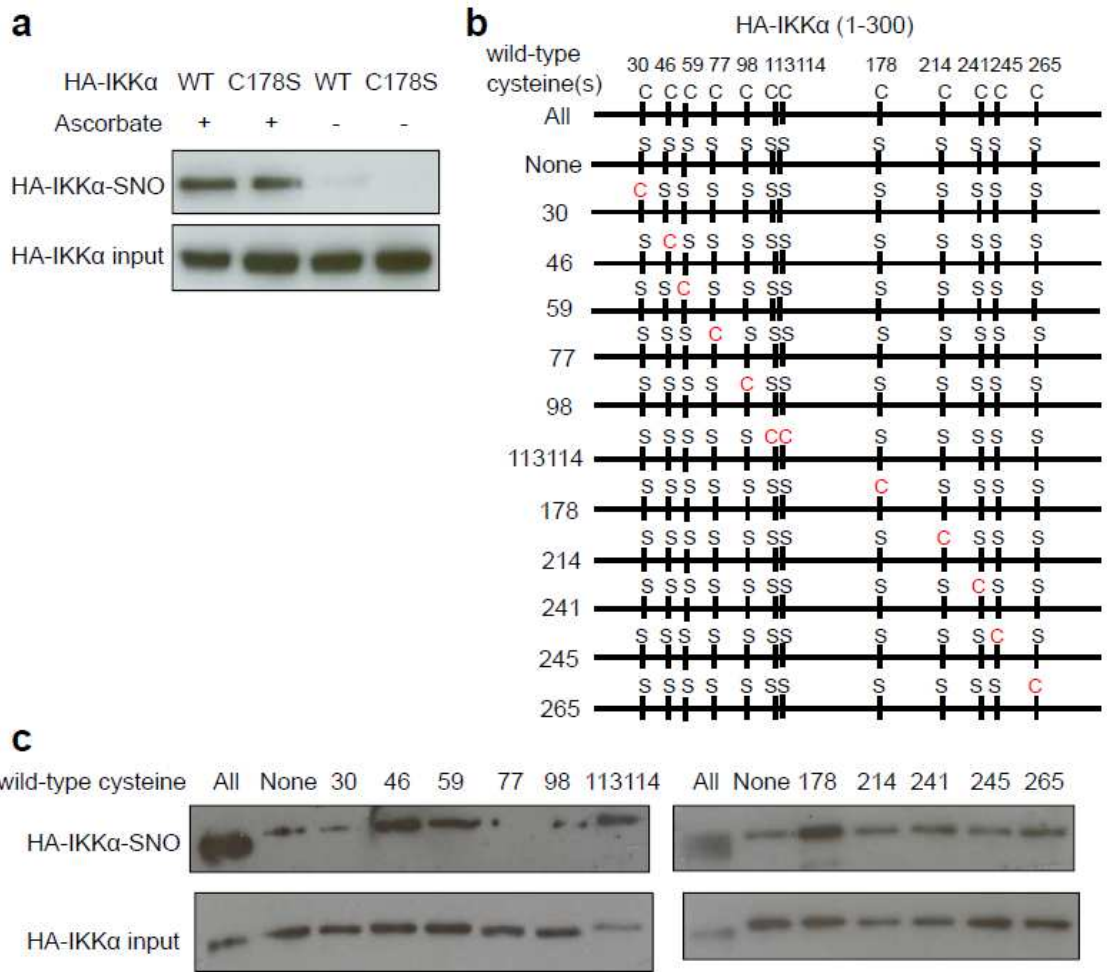 a
HA-IKKα WT C178S WT C178S
Ascorbate + + - -
HA-IKKα-SNO
HA-IKKα input
b
HA-IKKα (1-300)
wild-type
cysteine(s)
30 46 59 77 98 113114 178 214 241245 265
C C C C C CC C C C C C
All
S S S S S SS S S S S S
None
C S S S S SS S S S S S
30
S C S S S SS S S S S S
46
S S C S S SS S S S S S
59
S S S C S SS S S S S S
77
S S S S C SS S S S S S
98
S S S S S CC S S S S S
113114
S S S S S SS C S S S S
178
S S S S S SS S C S S S
214
S S S S S SS S S C S S
241
S S S S S SS S S S C S
245
S S S S S SS S S S S C
265
c
wild-type cysteine All None 30 46 59 77 98 113114 All None 178 214 241 245 265
HA-IKKα-SNO
HA-IKKα input